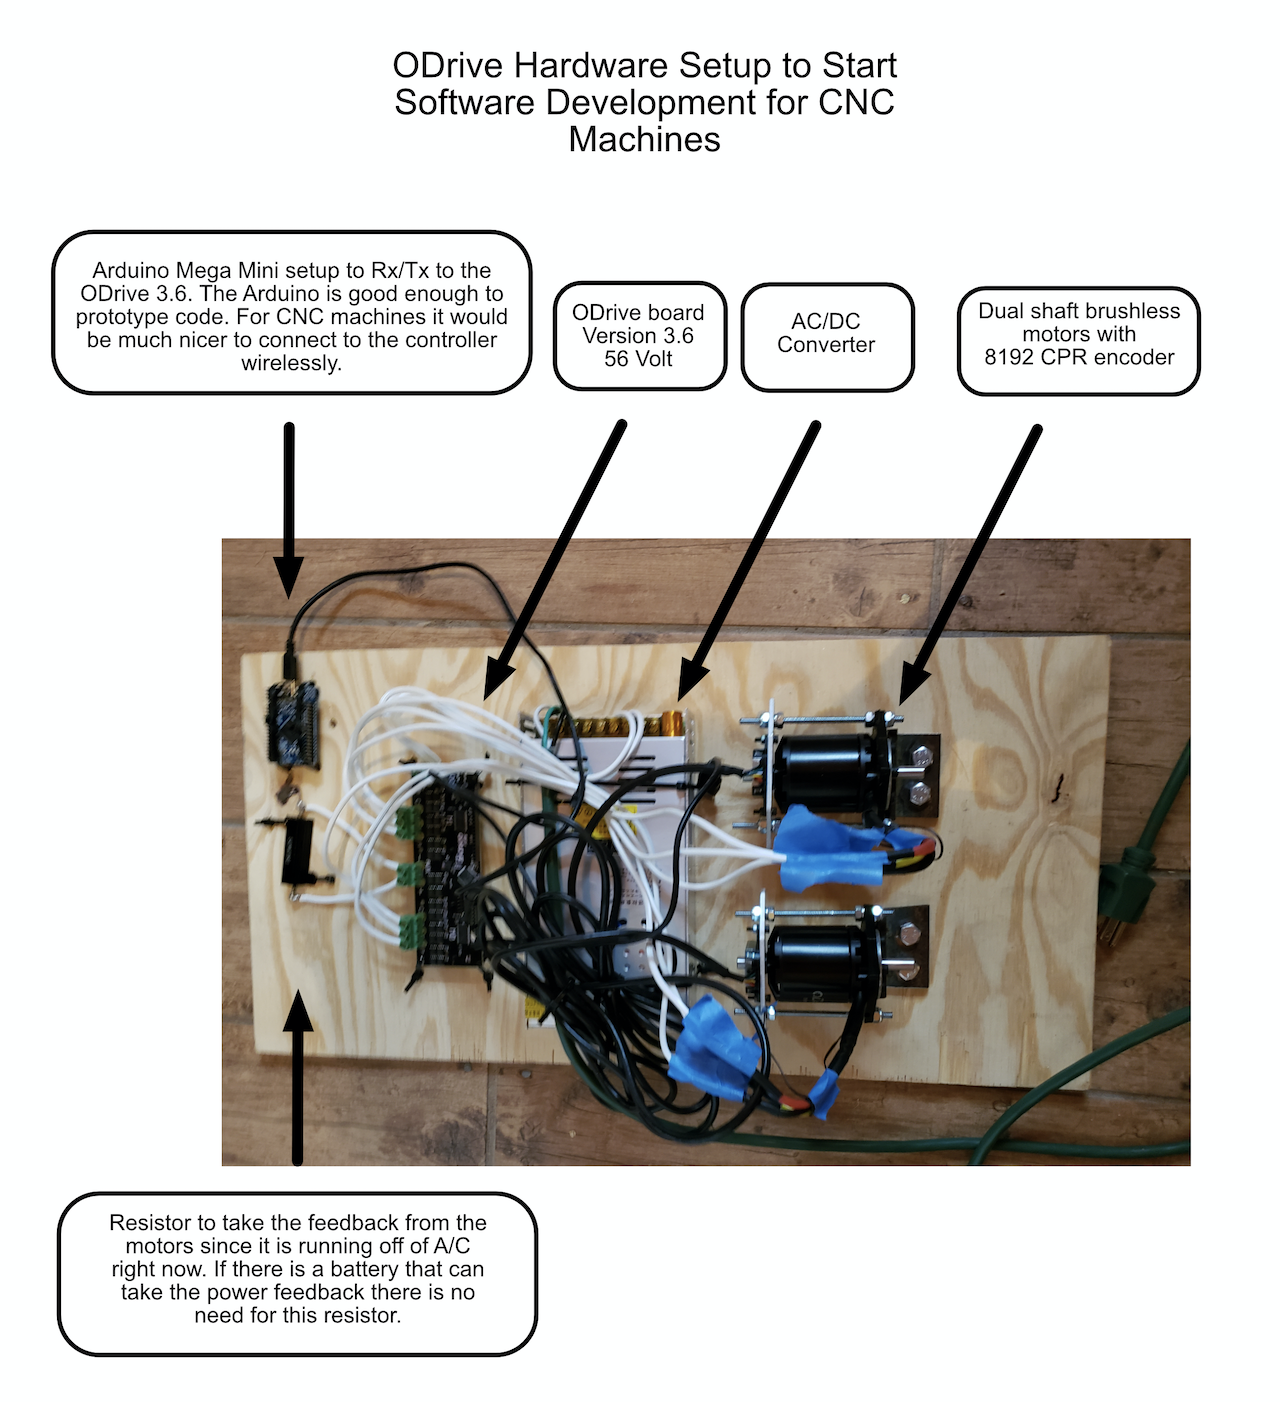 ODrive Hardware Setup to Start
Software Development for CNC
Machines
Arduino Mega Mini setup to Rx/Tx to the
ODrive 3.6. The Arduino is good enough to
prototype code. For CNC machines it would
be much nicer to connect to the controller
wirelessly.
ODrive board
Version 3.6
56 Volt
AC/DC
Converter
Dual shaft brushless
motors with
8192 CPR encoder
Resistor to take the feedback from the
motors since it is running off of A/C
right now. If there is a battery that can
take the power feedback there is no
need for this resistor.